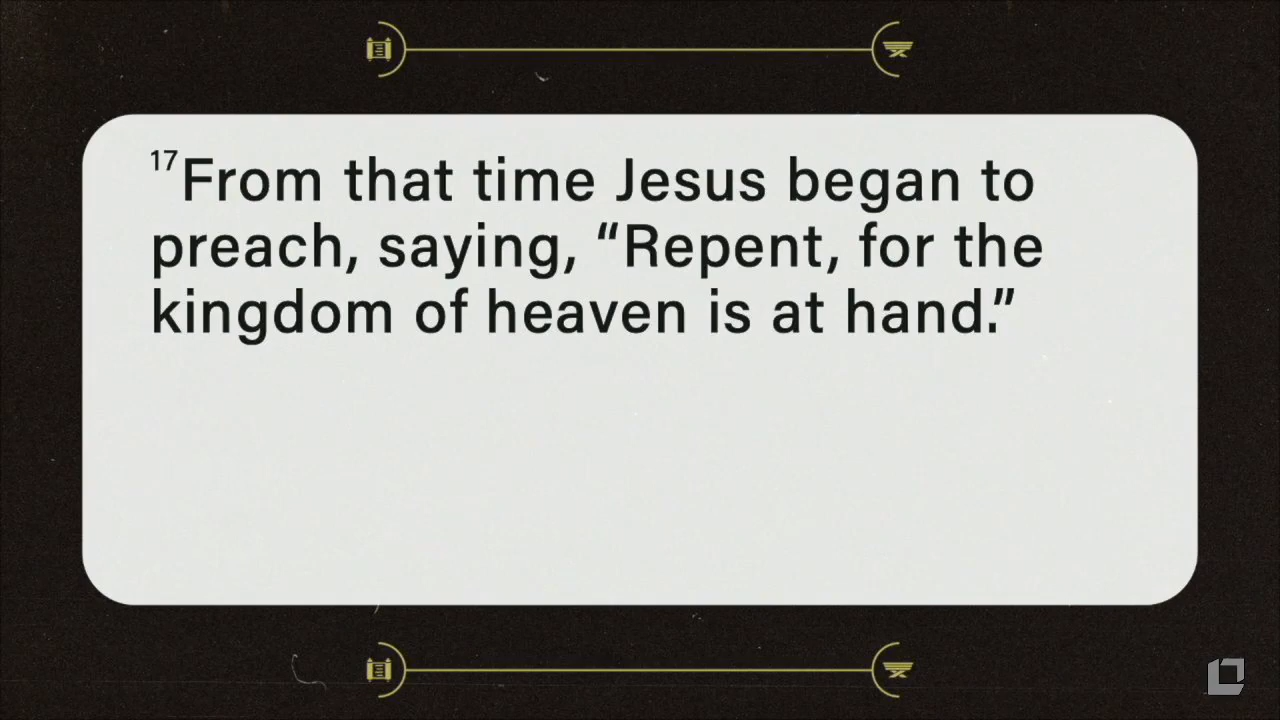 17From that time Jesus began to
preach, saying, “Repent, for the
kingdom of heaven is at hand.”